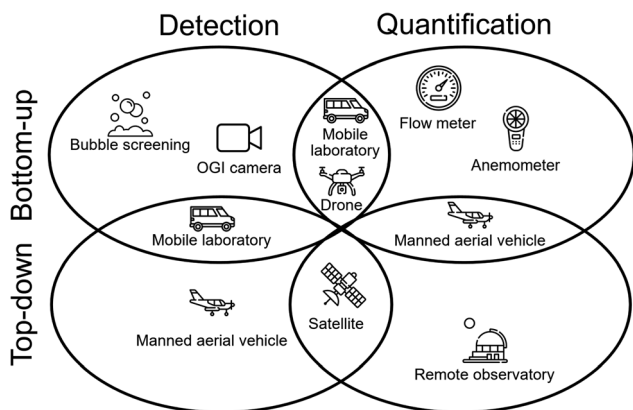 Detection
Quantification
Bottom-up
Top-down
Bubble screening
OGI camera
Mobile
laboratory
Drone
Flow meter
Anemometer
Mobile laboratory
Manned aerial vehicle
Manned aerial vehicle
Satellite
Remote observatory